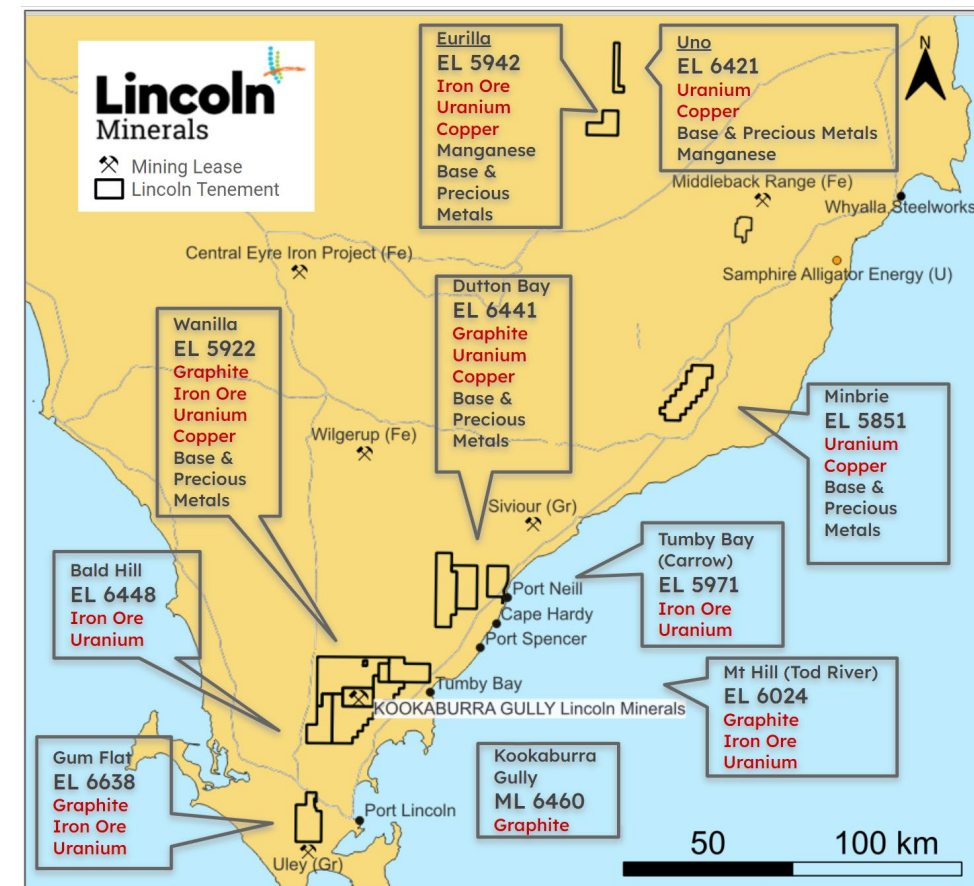 Lincoln
Minerals
Mining Lease
Lincoln Tenement
Eurilla
EL 5942
Iron Ore
Uranium
Copper
Manganese
Base &
Precious
Metals
Uno
EL 6421
Uranium
Copper
Base & Precious Metals
Manganese
N
Middleback Range (Fe)
Whyalla Steelworks
Central Eyre Iron Project (Fe)
Samphire Alligator Energy (U)
Dutton Bay
EL 6441
Graphite
Uranium
Copper
Base &
Precious
Metals
Wanilla
EL 5922
Graphite
Iron Ore
Uranium
Copper
Base &
Precious
Metals
Wilgerup (Fe)
Minbrie
EL 5851
Uranium
Copper
Base &
Precious
Metals
Siviour (Gr)
Tumby Bay
(Carrow)
EL 5971
Iron Ore
Uranium
Bald Hill
EL 6448
Iron Ore
Uranium
Port Neill
Cape Hardy
Port Spencer
Tumby Bay
KOOKABURRA GULLY Lincoln Minerals
Mt Hill (Tod River)
EL 6024
Graphite
Iron Ore
Uranium
Gum Flat
EL 6638
Graphite
Iron Ore
Uranium
Kookaburra
Gully
ML 6460
Graphite
Port Lincoln
Uley (Gr)
50
100 km